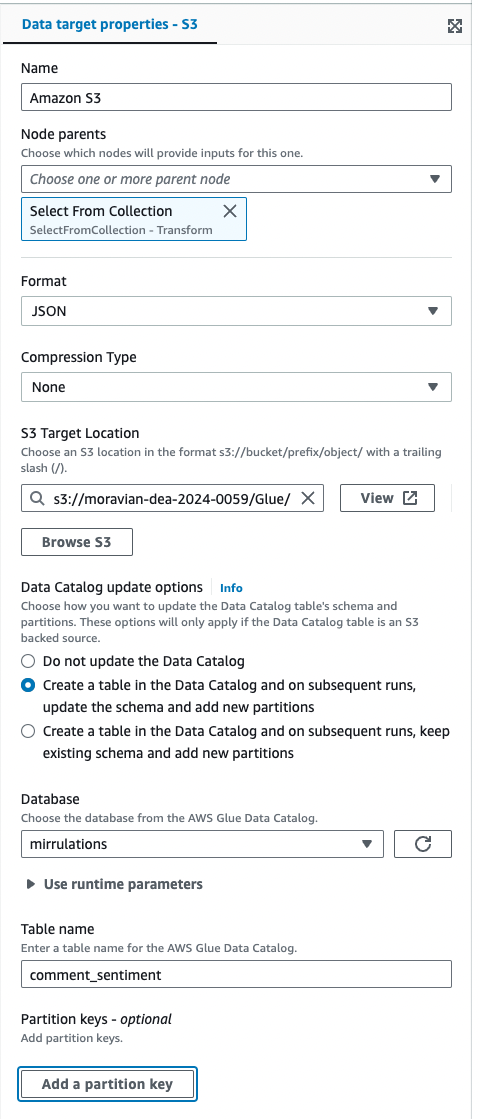 Data target properties - S3
Name
Amazon S3
Node parents
Choose which nodes will provide inputs for this one.
Choose one or more parent node
Select From Collection
SelectFromCollection - Transform
Format
JSON
Compression Type
None
S3 Target Location
Choose an S3 location in the format s3://bucket/prefix/object/ with a trailing
slash (/).
s3://moravian-dea-2024-0059/Glue/
View
Browse S3
Data Catalog update options
Info
Choose how you want to update the Data Catalog table's schema and
partitions. These options will only apply if the Data Catalog table is an S3
backed source.
Do not update the Data Catalog
Create a table in the Data Catalog and on subsequent runs,
update the schema and add new partitions
Create a table in the Data Catalog and on subsequent runs, keep
existing schema and add new partitions
Database
Choose the database from the AWS Glue Data Catalog.
mirrulations
Use runtime parameters
Table name
Enter a table name for the AWS Glue Data Catalog.
comment_sentiment
Partition keys - optional
Add partition keys.
Add a partition key